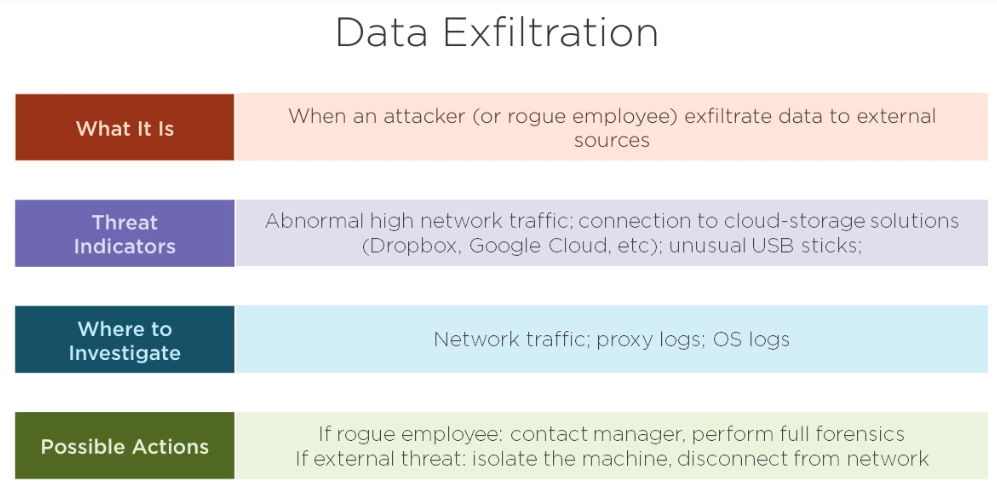 Data Exfiltration
What It Is
When an attacker (or rogue employee) exfiltrate data to external
sources
Threat
Indicators
Abnormal high network traffic; connection to cloud-storage solutions
(Dropbox, Google Cloud, etc); unusual USB sticks;
Where to
Investigate
Network traffic; proxy logs; OS logs
Possible Actions
If rogue employee: contact manager, perform full forensics
If external threat: isolate the machine, disconnect from network